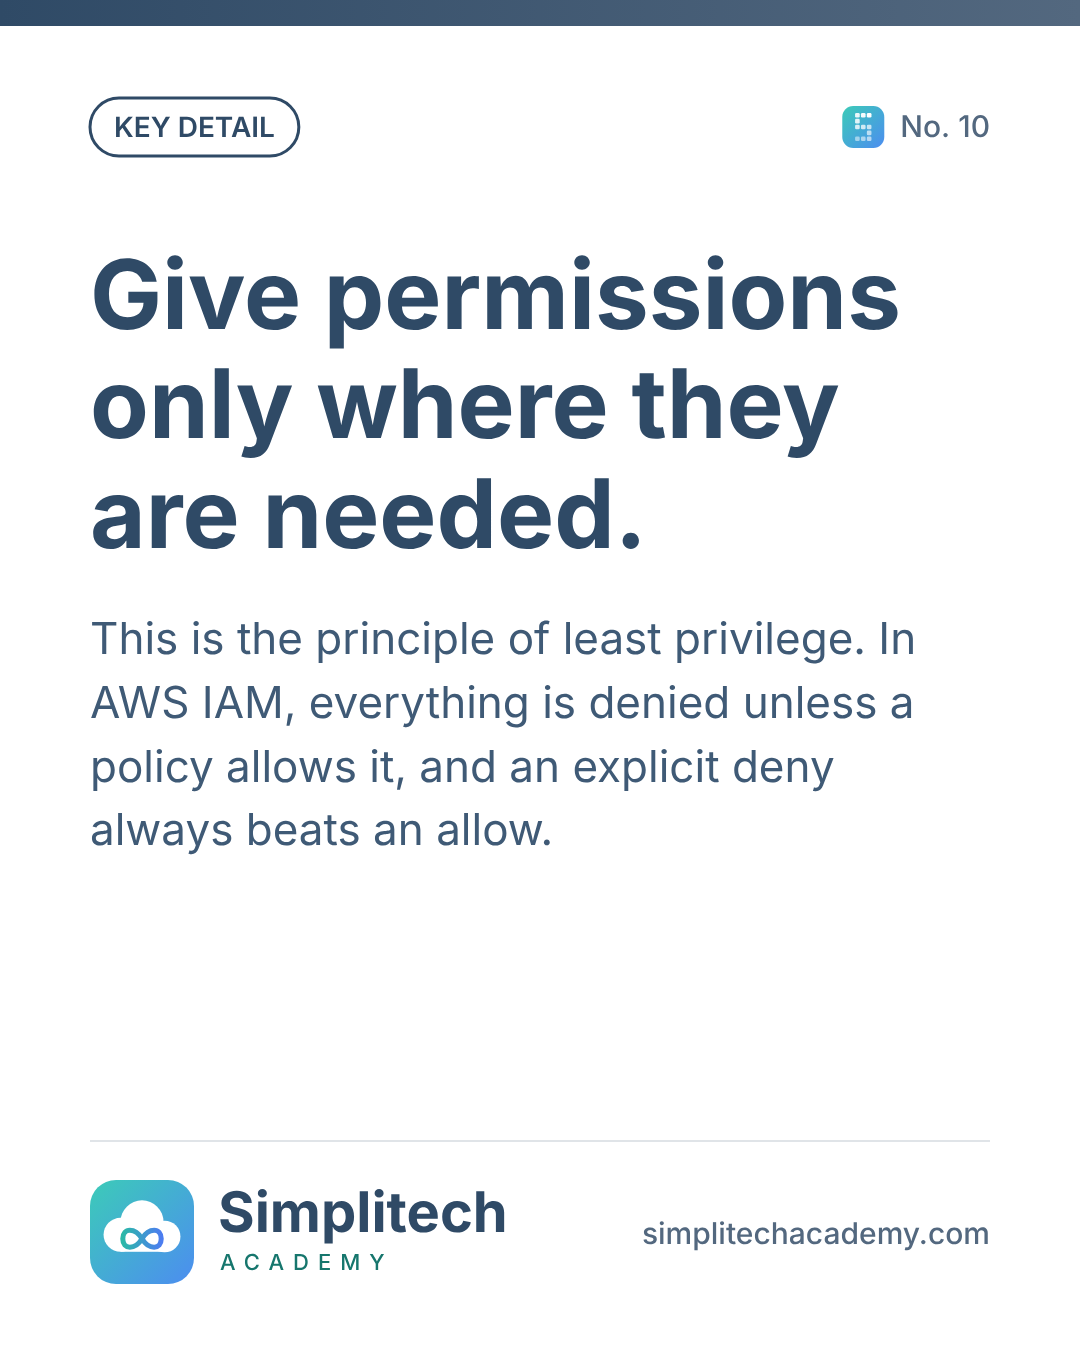 KEY DETAIL
No. 10
Give permissions
only where they
are needed.
This is the principle of least privilege. In
AWS IAM, everything is denied unless a
policy allows it, and an explicit deny
always beats an allow.
Simplitech
ACADEMY
simplitechacademy.com